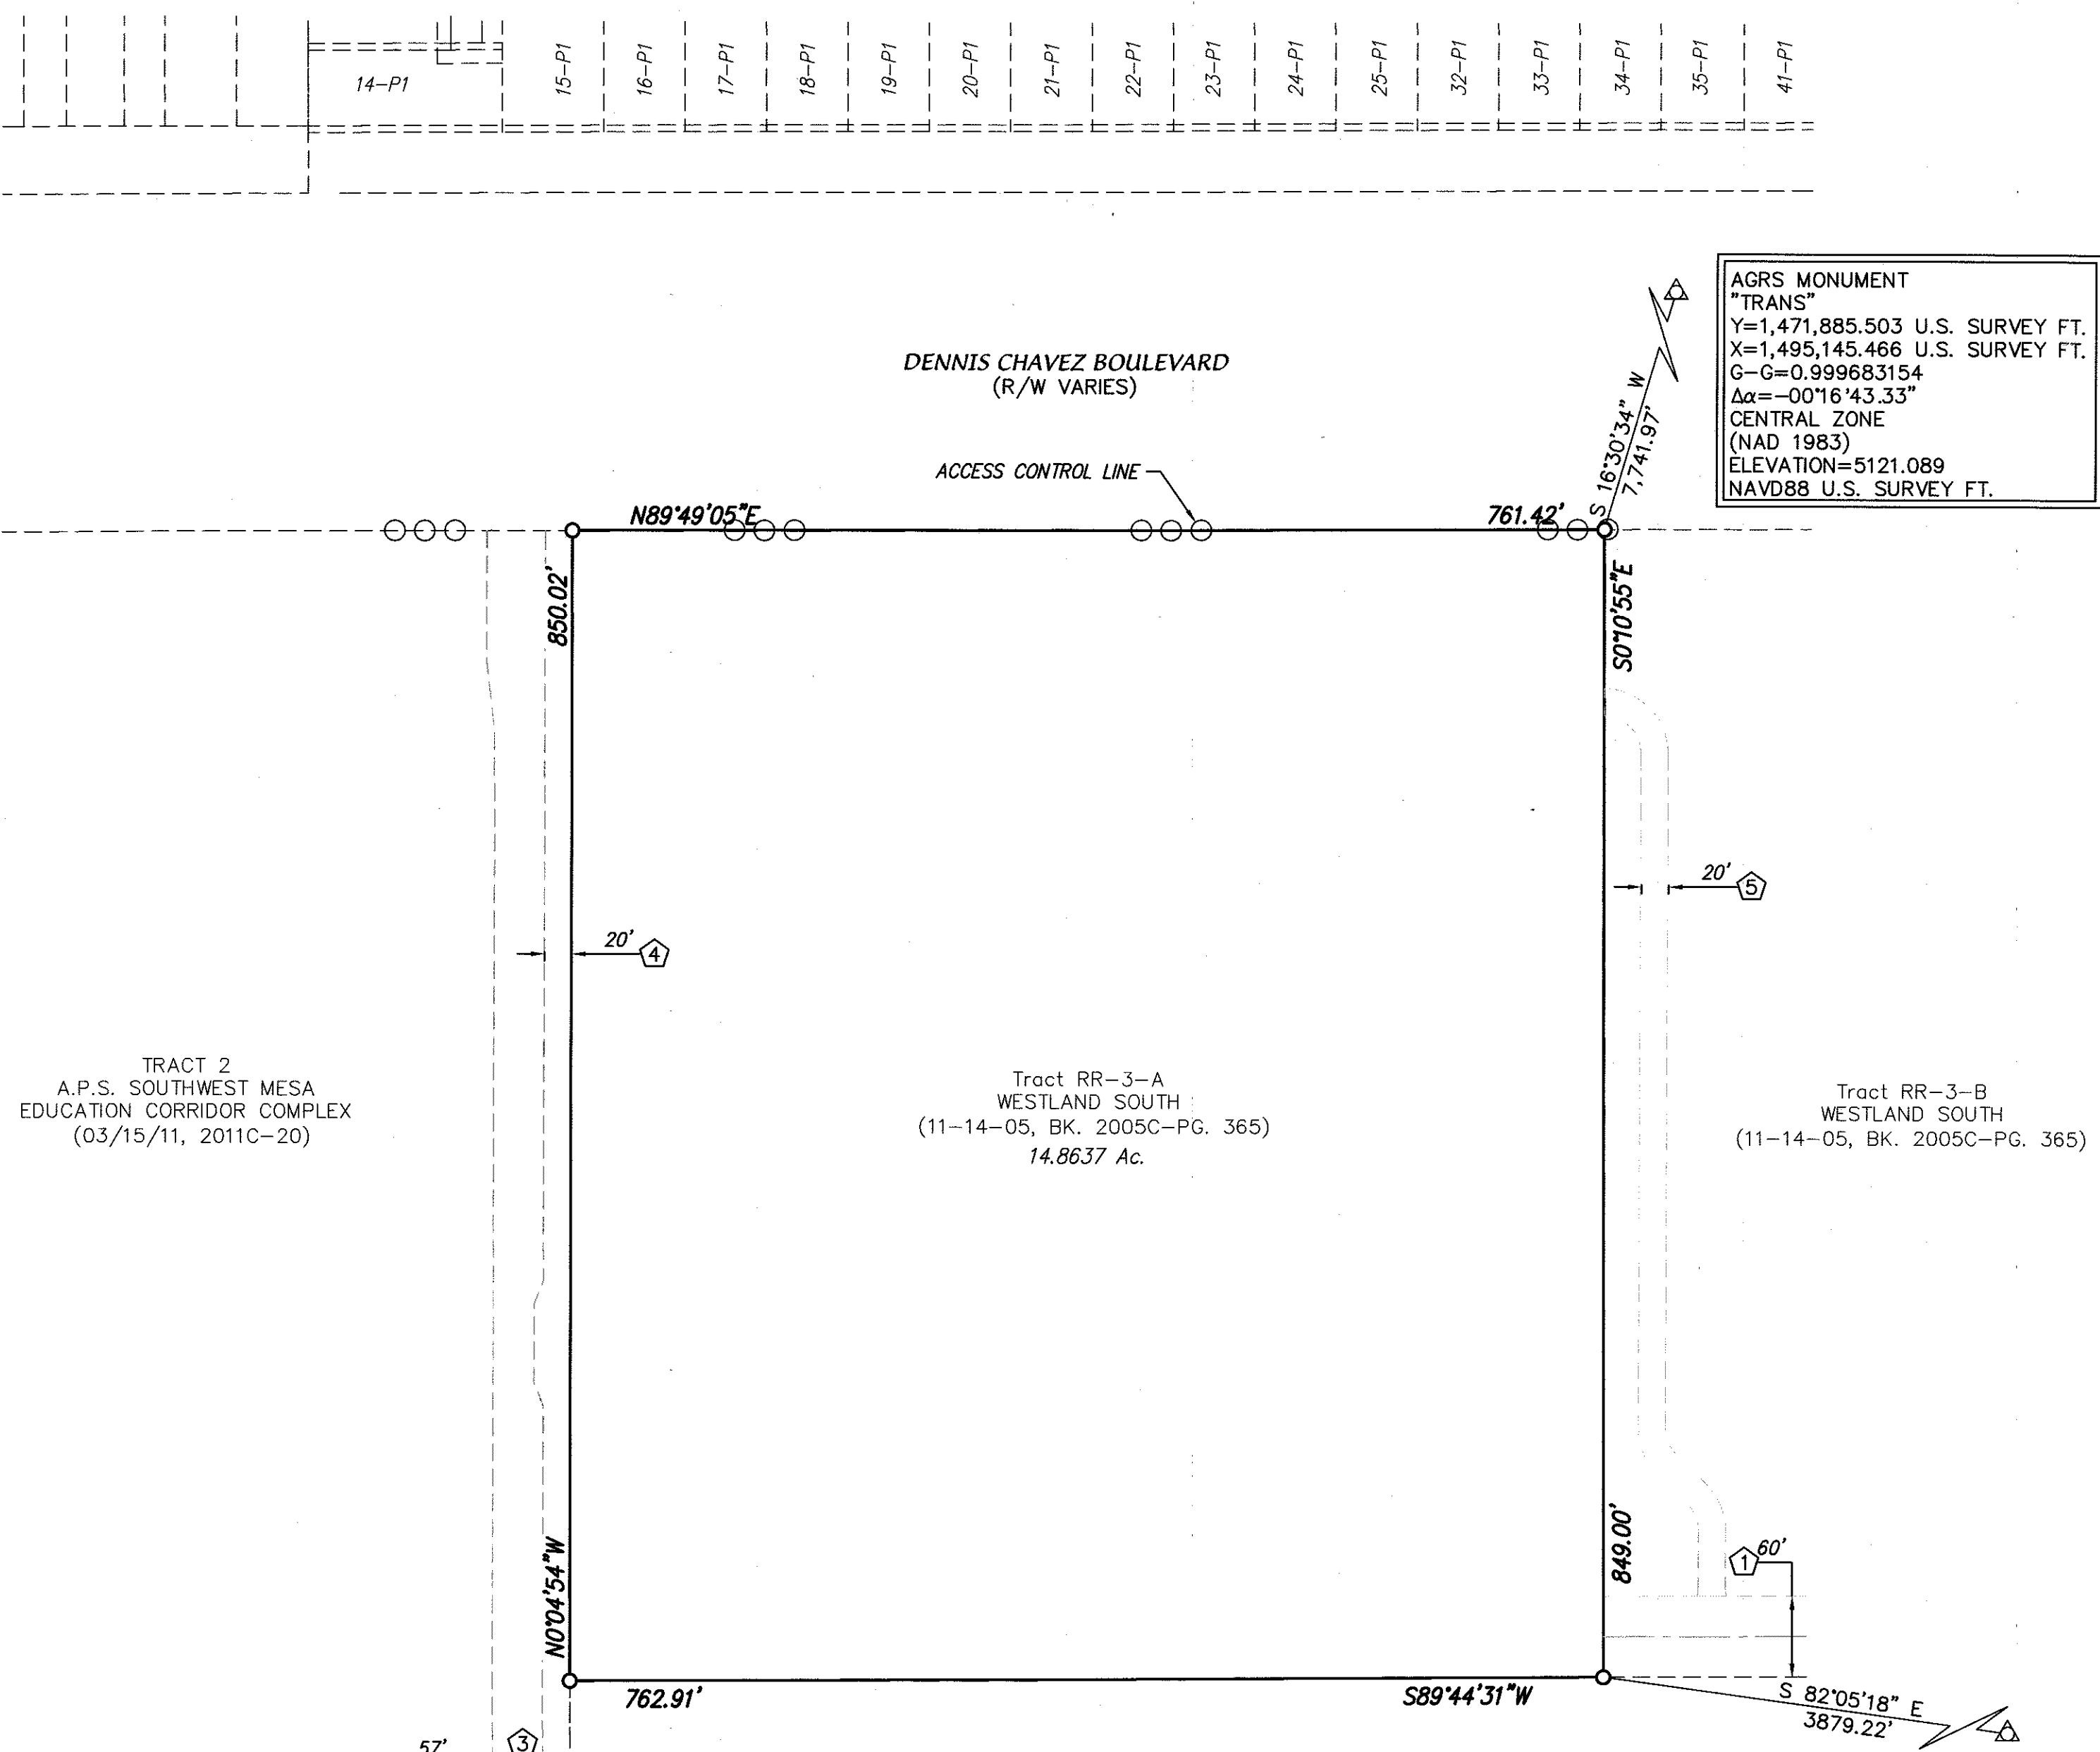 14-P1
15-P1
16-P1
17-P1
18-P1
19-P1
20-P1
21-P1
22-P1
23-P1
24-P1
25-P1
32-P1
33-P1
34-P1
35-P1
41-P1
AGRS MONUMENT
"TRANS"
Y=1,471,885.503 U.S. SURVEY FT.
X=1,495,145.466 U.S. SURVEY FT.
G-G=0.999683154
Δα=-00°16'43.33"
CENTRAL ZONE
(NAD 1983)
ELEVATION=5121.089
NAVD88 U.S. SURVEY FT.
DENNIS CHAVEZ BOULEVARD
(R/W VARIES)
S 16°30'34" W
7,741.97'
ACCESS CONTROL LINE
N89°49'05"E
761.42'
850.02'
S0°10'55"E
20'
5
20'
4
TRACT 2
A.P.S. SOUTHWEST MESA
EDUCATION CORRIDOR COMPLEX
(03/15/11, 2011C-20)
Tract RR-3-A
WESTLAND SOUTH
(11-14-05, BK. 2005C-PG. 365)
14.8637 Ac.
Tract RR-3-B
WESTLAND SOUTH
(11-14-05, BK. 2005C-PG. 365)
N0°04'54"W
849.00'
1
60'
762.91'
S89°44'31"W
S 82°05'18" E
3879.22'
57'
3